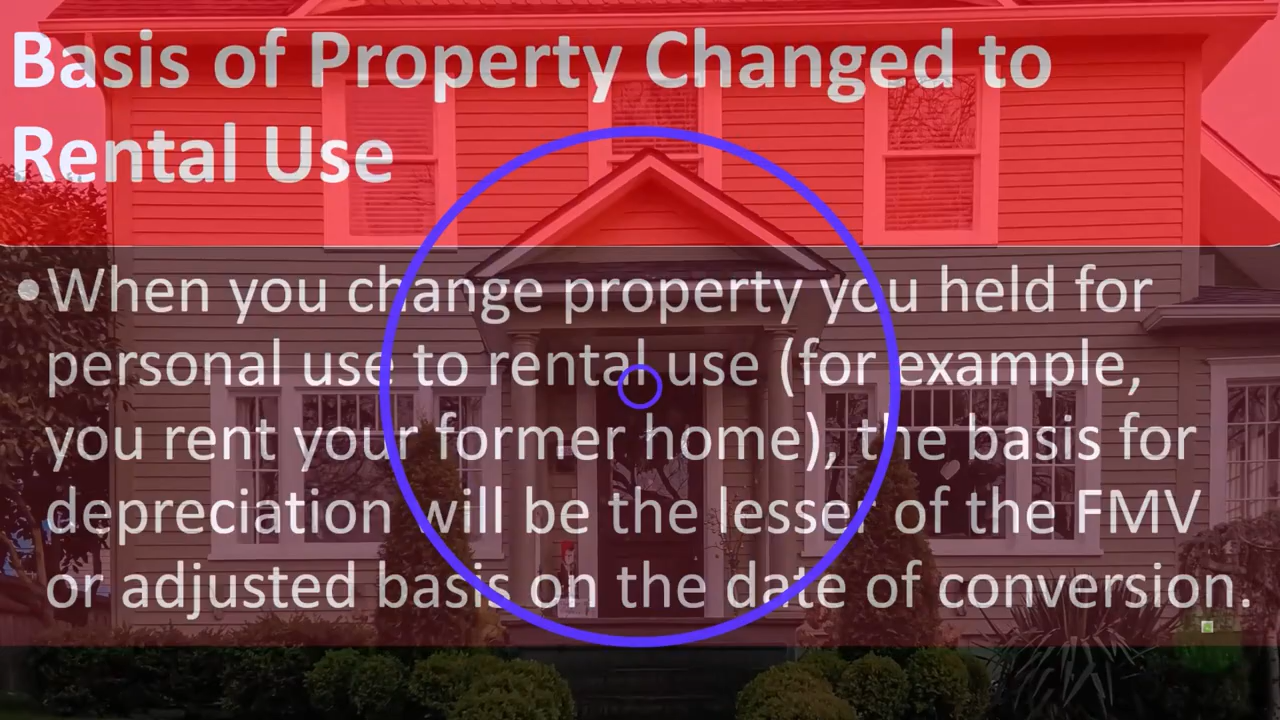 Basis of Property Changed to
Rental Use
•When you change property you held for
personal use to rental use (for example,
you rent your former home), the basis for
depreciation will be the lesser of the FMV
or adjusted basis on the date of conversion.